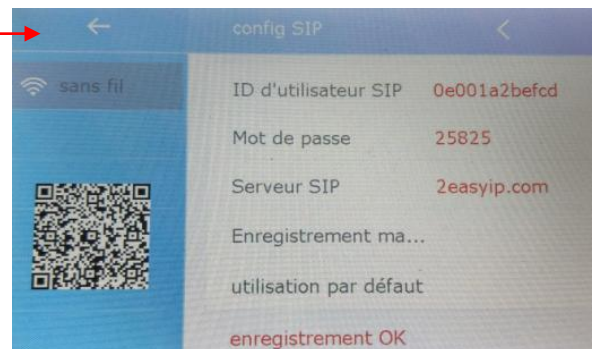 config SIP
sans fil
ID d'utilisateur SIP 0e001a2befcd
Mot de passe 25825
Serveur SIP 2easyip.com
Enregistrement ma...
utilisation par défaut
enregistrement OK